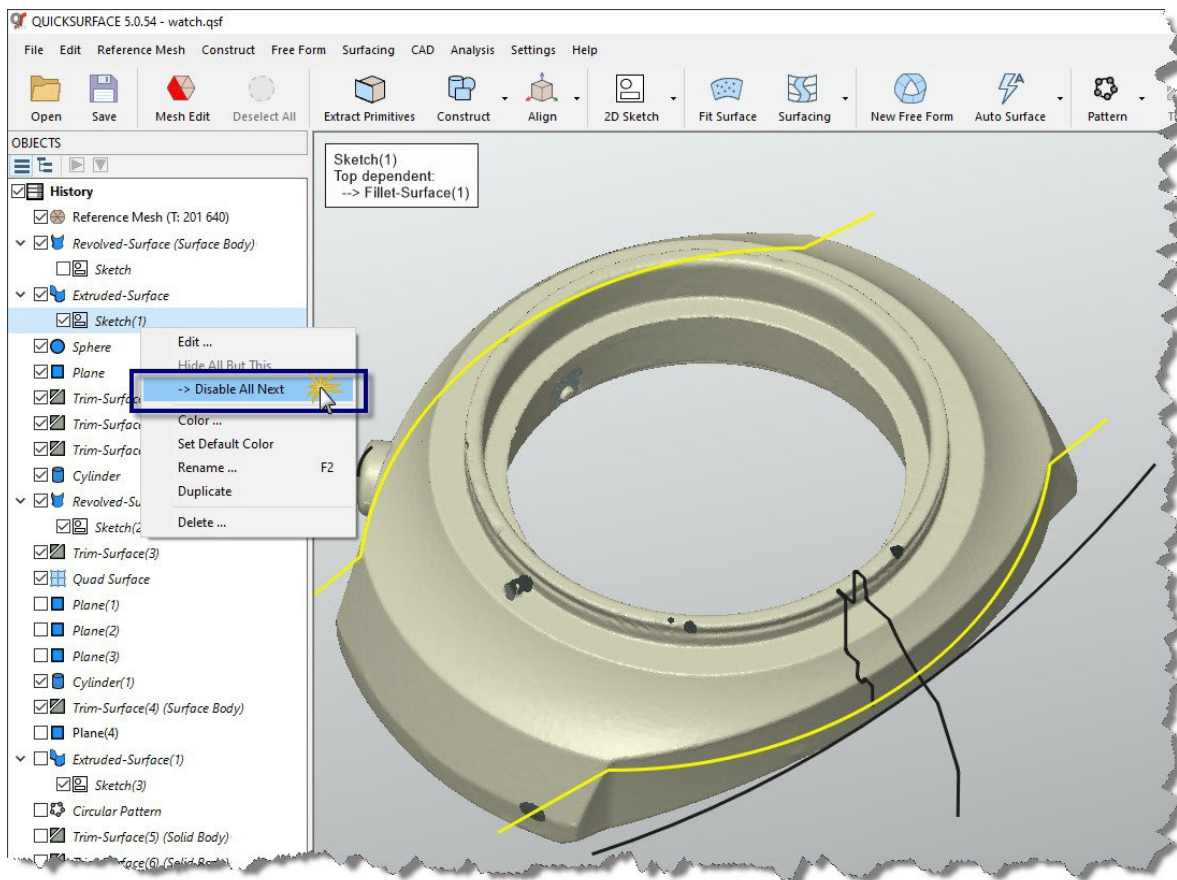 QUICKSURFACE 5.0.54 - watch.qsf
File Edit Reference Mesh Construct Free Form Surfacing CAD Analysis Settings Help
Open Save Mesh Edit Deselect All Extract Primitives Construct Align 2D Sketch Fit Surface Surfacing New Free Form Auto Surface Pattern
OBJECTS
History
Reference Mesh (T: 201 640)
Revolved-Surface (Surface Body)
Sketch
Extruded-Surface
Sketch(1)
Sphere
Plane
Trim-Surface
Trim-Surfac
Trim-Surfac
Cylinder
Revolved-Su
Sketch(2
Trim-Surface(3)
Quad Surface
Plane(1)
Plane(2)
Plane(3)
Cylinder(1)
Trim-Surface(4) (Surface Body)
Plane(4)
Extruded-Surface(1)
Sketch(3)
Circular Pattern
Trim-Surface(5) (Solid Body)
Trim-Surface(6) (Solid Body)
Edit ...
Hide All But This
-> Disable All Next
Color ...
Set Default Color
Rename ... F2
Duplicate
Delete ...
Sketch(1)
Top dependent:
--> Fillet-Surface(1)